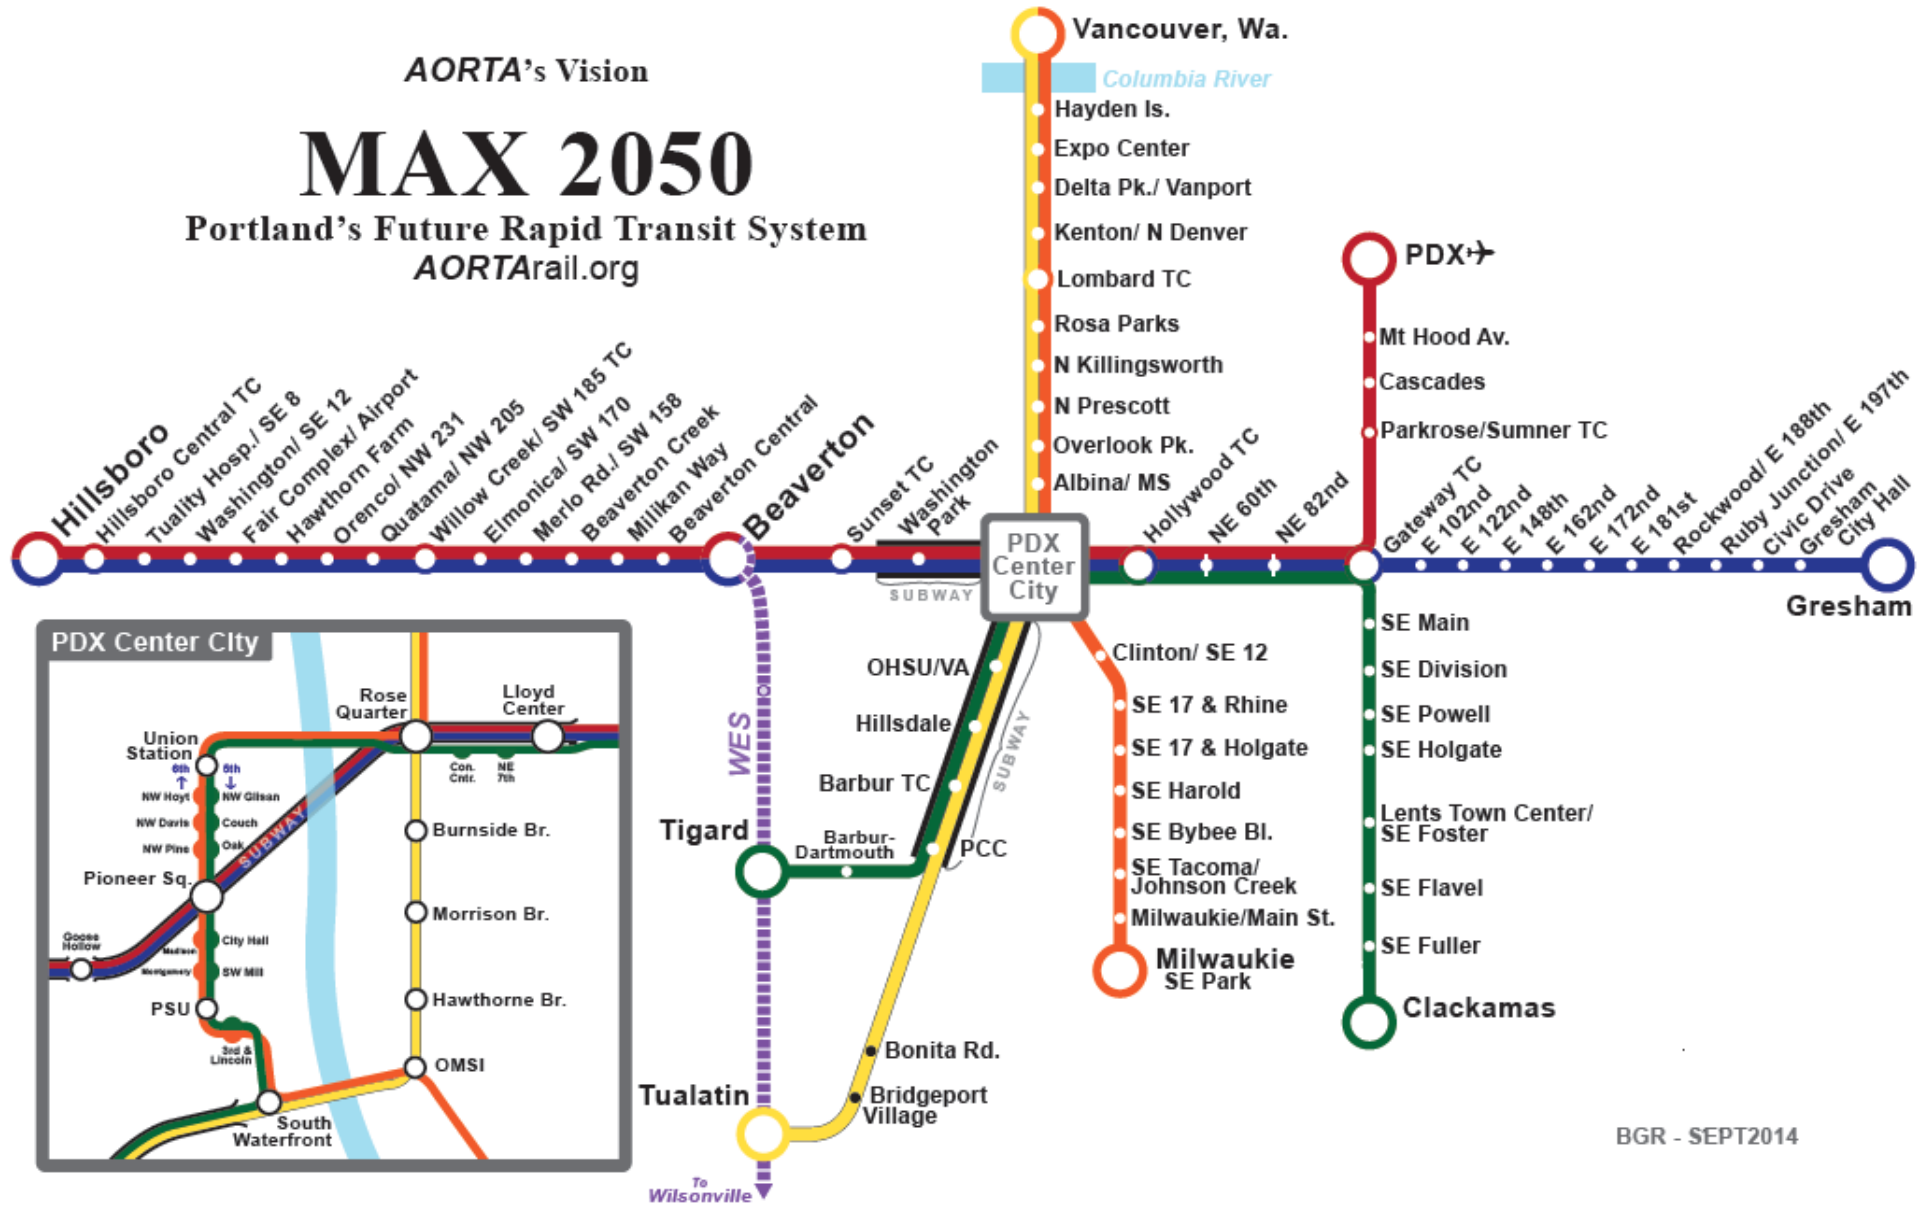 AORTA's Vision
MAX 2050
Portland's Future Rapid Transit System
AORTArail.org
Vancouver, Wa.
Columbia River
Hayden Is.
Expo Center
Delta Pk./ Vanport
Kenton/ N Denver
Lombard TC
Rosa Parks
N Killingsworth
N Prescott
Overlook Pk.
Albina/ MS
PDX
Mt Hood Av.
Cascades
Parkrose/Sumner TC
Hillsboro
Hillsboro Central TC
Tuality Hosp./ SE 8
Washington/ SE 12
Fair Complex/ Airport
Hawthorn Farm
Orenco/ NW 231
Quatama/ NW 205
Willow Creek/ SW 185 TC
Elmonica/ SW 170
Merlo Rd./ SW 158
Beaverton Creek
Millikan Way
Beaverton Central
Beaverton
Sunset TC
Washington
Park
SUBWAY
PDX
Center
City
Hollywood TC
NE 60th
NE 82nd
Gateway TC
E 102nd
E 122nd
E 148th
E 162nd
E 172nd
E 181st
Rockwood/ E 188th
Ruby Junction/ E 197th
Civic Drive
Gresham
City Hall
Gresham
SE Main
SE Division
SE Powell
SE Holgate
Lents Town Center/
SE Foster
SE Flavel
SE Fuller
Clackamas
Clinton/ SE 12
SE 17 & Rhine
SE 17 & Holgate
SE Harold
SE Bybee Bl.
SE Tacoma/
Johnson Creek
Milwaukie/Main St.
Milwaukie
SE Park
OHSU/VA
Hillsdale
Barbur TC
SUBWAY
PCC
Barbur-
Dartmouth
Tigard
WES
Bonita Rd.
Bridgeport
Village
Tualatin
To
Wilsonville
PDX Center CIty
Rose
Quarter
Lloyd
Center
Union
Station
6th
5th
Con.
Cntr.
NE
7th
NW Hoyt
NW Glisan
NW Davis
Couch
NW Pine
Oak
SUBWAY
Pioneer Sq.
Burnside Br.
Morrison Br.
Goose
Hollow
Madison
City Hall
Montgomery
SW Mill
PSU
Hawthorne Br.
3rd &
Lincoln
OMSI
South
Waterfront
BGR - SEPT2014